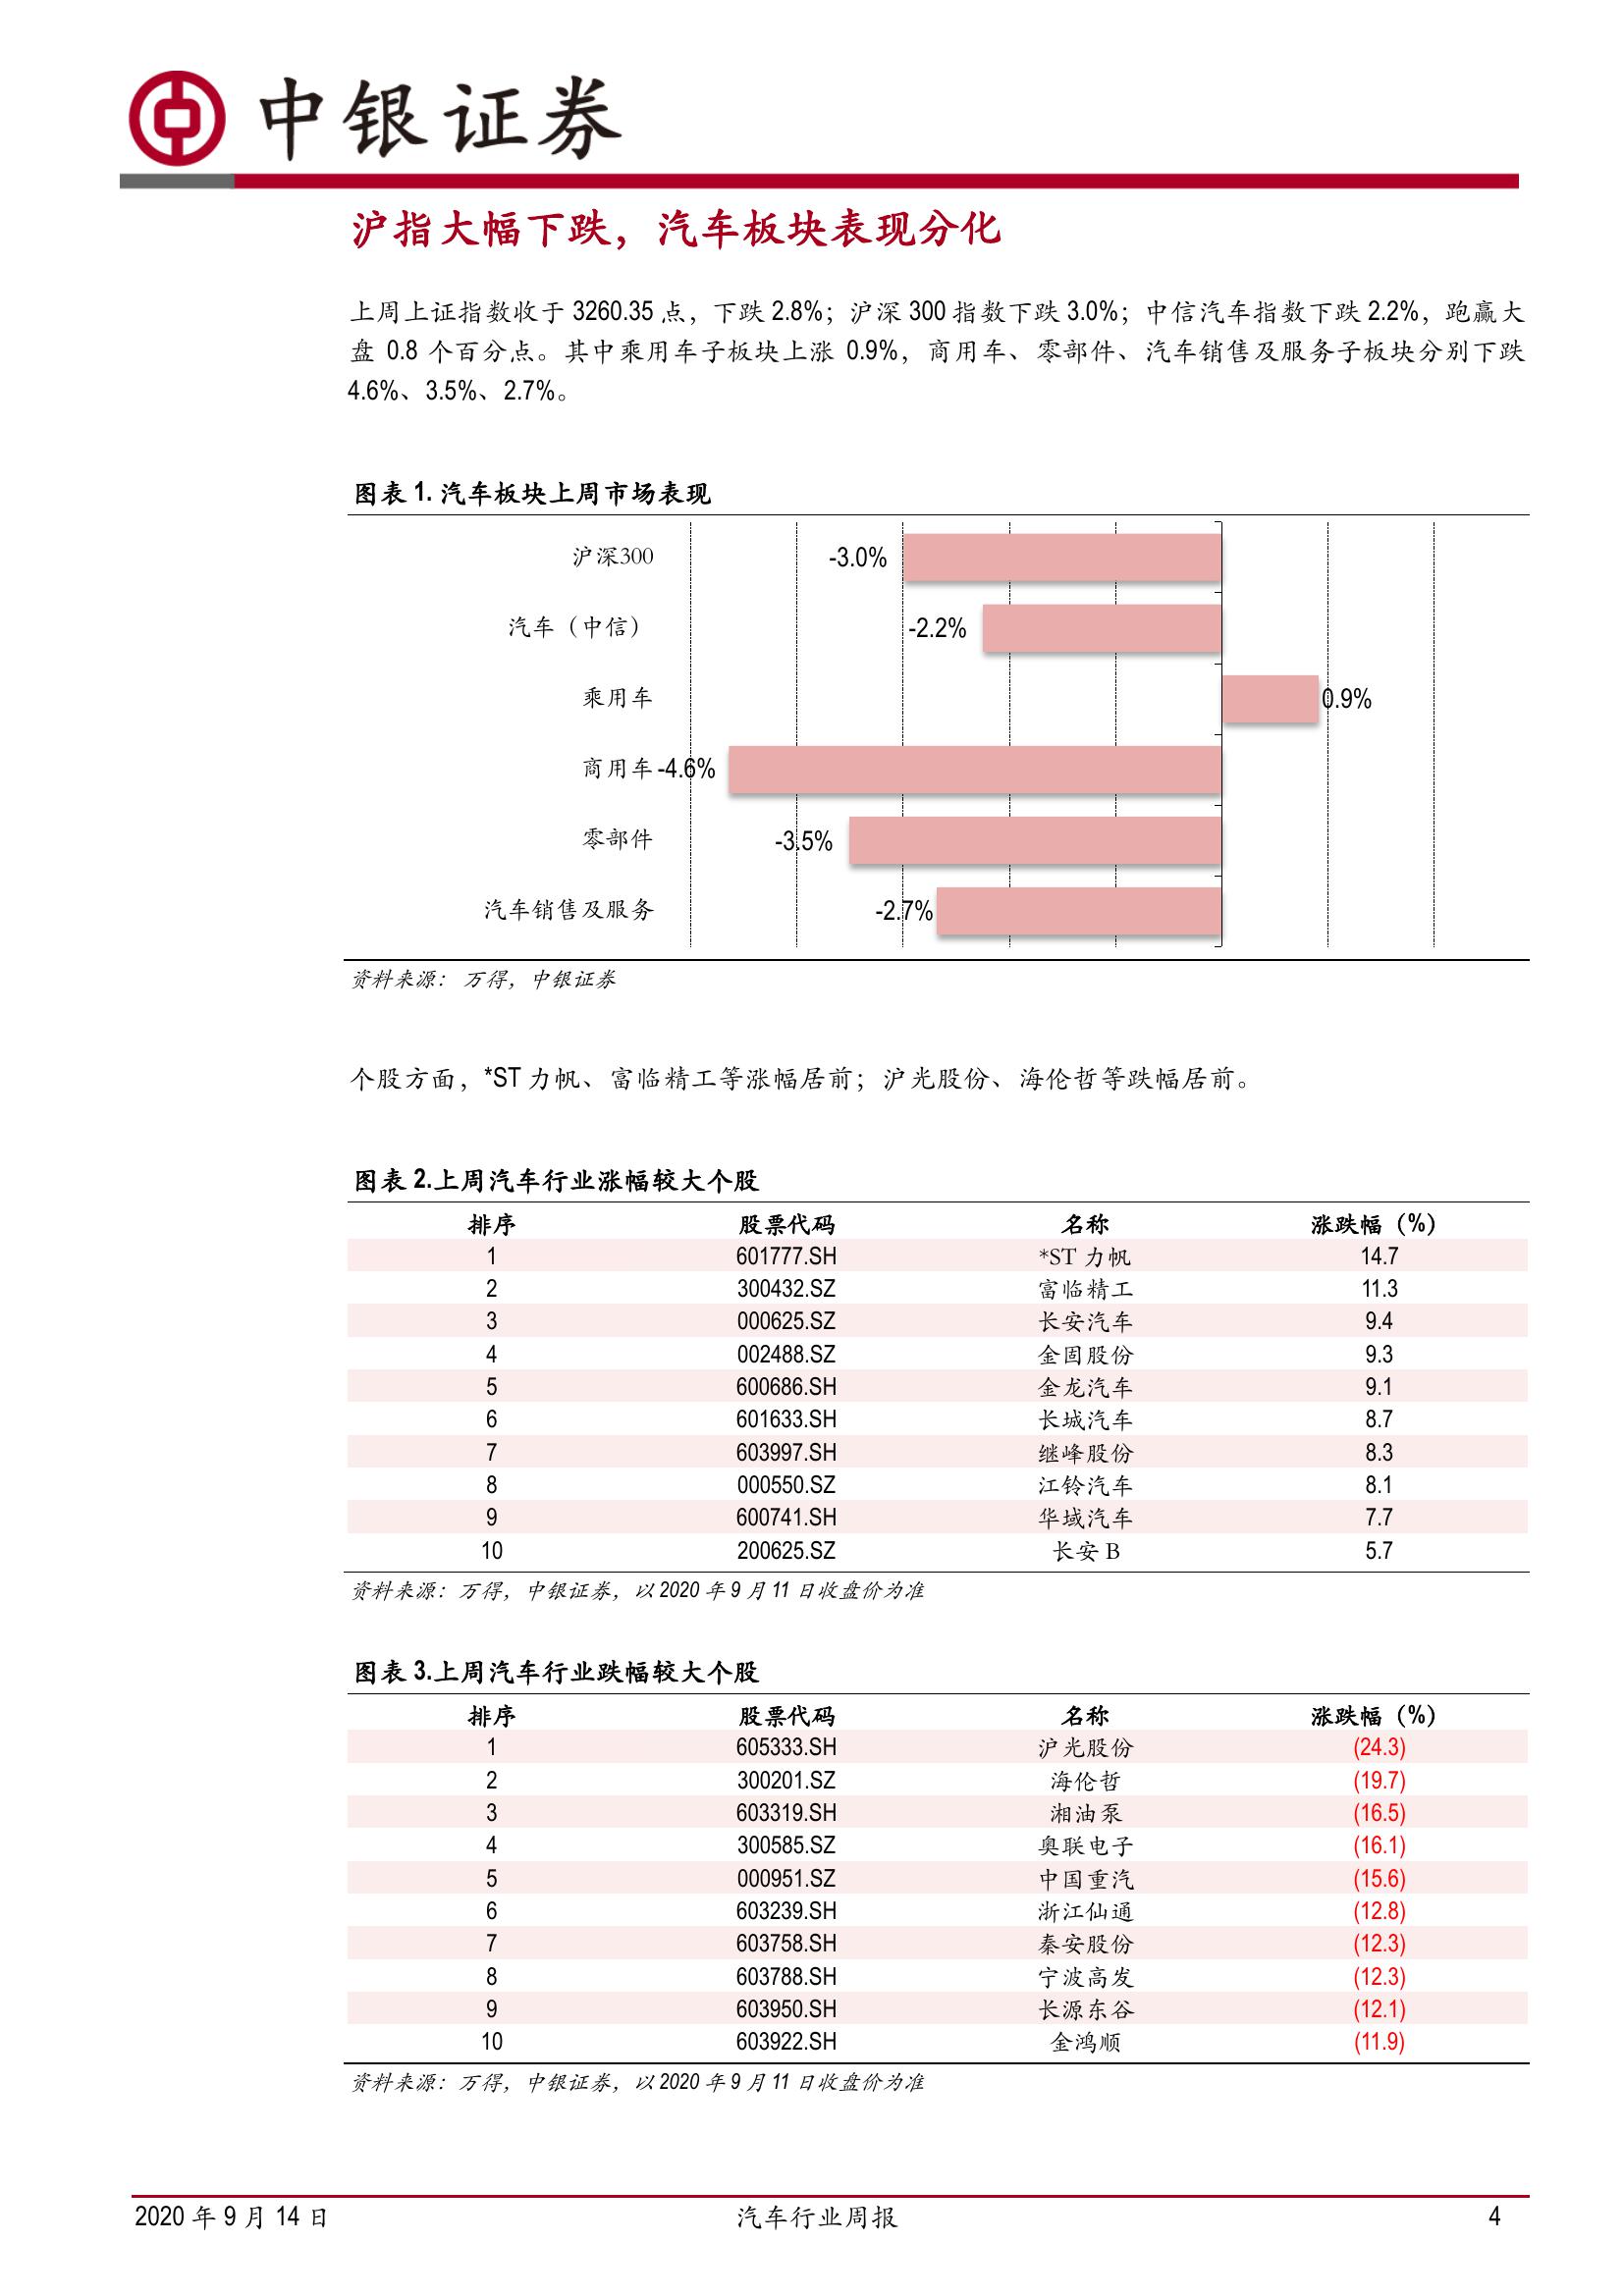 中银证券
沪指大幅下跌，汽车板块表现分化
上周上证指数收于 3260.35 点，下跌 2.8%；沪深 300 指数下跌 3.0%；中信汽车指数下跌 2.2%，跑赢大
盘 0.8 个百分点。其中乘用车子板块上涨 0.9%，商用车、零部件、汽车销售及服务子板块分别下跌
4.6%、3.5%、2.7%。
图表 1. 汽车板块上周市场表现
沪深300 -3.0%
汽车（中信） -2.2%
乘用车 0.9%
商用车 -4.6%
零部件 -3.5%
汽车销售及服务 -2.7%
资料来源： 万得，中银证券
个股方面，*ST 力帆、富临精工等涨幅居前；沪光股份、海伦哲等跌幅居前。
图表 2.上周汽车行业涨幅较大个股
排序 股票代码 名称 涨跌幅（%）
1 601777.SH *ST 力帆 14.7
2 300432.SZ 富临精工 11.3
3 000625.SZ 长安汽车 9.4
4 002488.SZ 金固股份 9.3
5 600686.SH 金龙汽车 9.1
6 601633.SH 长城汽车 8.7
7 603997.SH 继峰股份 8.3
8 000550.SZ 江铃汽车 8.1
9 600741.SH 华域汽车 7.7
10 200625.SZ 长安 B 5.7
资料来源：万得，中银证券，以 2020 年 9 月 11 日收盘价为准
图表 3.上周汽车行业跌幅较大个股
排序 股票代码 名称 涨跌幅（%）
1 605333.SH 沪光股份 (24.3)
2 300201.SZ 海伦哲 (19.7)
3 603319.SH 湘油泵 (16.5)
4 300585.SZ 奥联电子 (16.1)
5 000951.SZ 中国重汽 (15.6)
6 603239.SH 浙江仙通 (12.8)
7 603758.SH 秦安股份 (12.3)
8 603788.SH 宁波高发 (12.3)
9 603950.SH 长源东谷 (12.1)
10 603922.SH 金鸿顺 (11.9)
资料来源：万得，中银证券，以 2020 年 9 月 11 日收盘价为准
2020 年 9 月 14 日 汽车行业周报 4